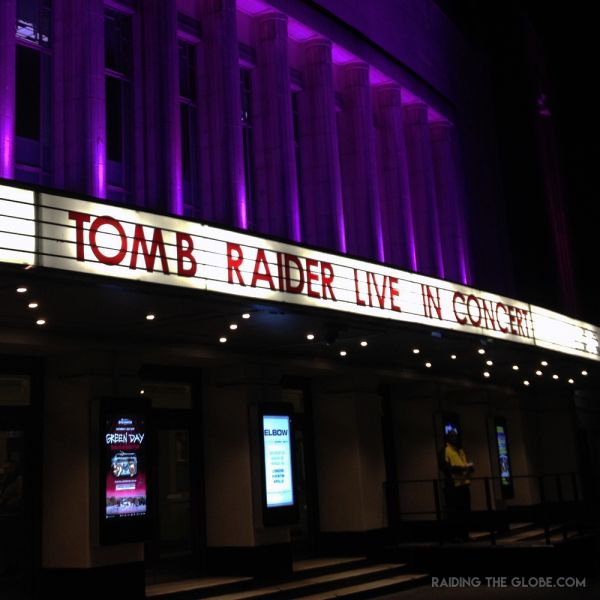 TOMB RAIDER LIVE IN CONCERT
GREEN DAY
ELBOW
RAIDING THE GLOBE.COM